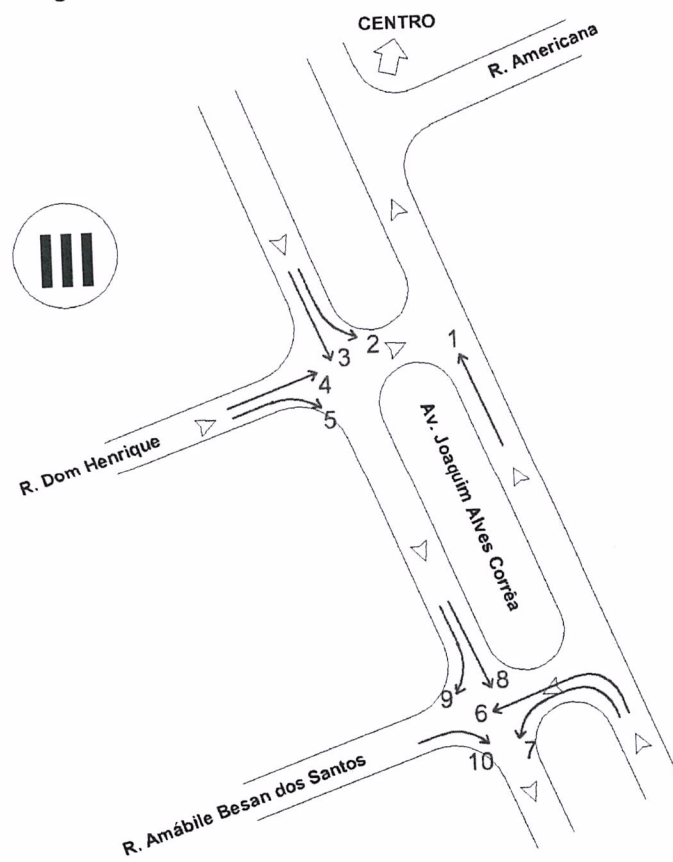 CENTRO
R. Americana
III
1
2
3
4
5
R. Dom Henrique
Av. Joaquim Alves Corrêa
8
9
6
7
10
R. Amábile Besan dos Santos